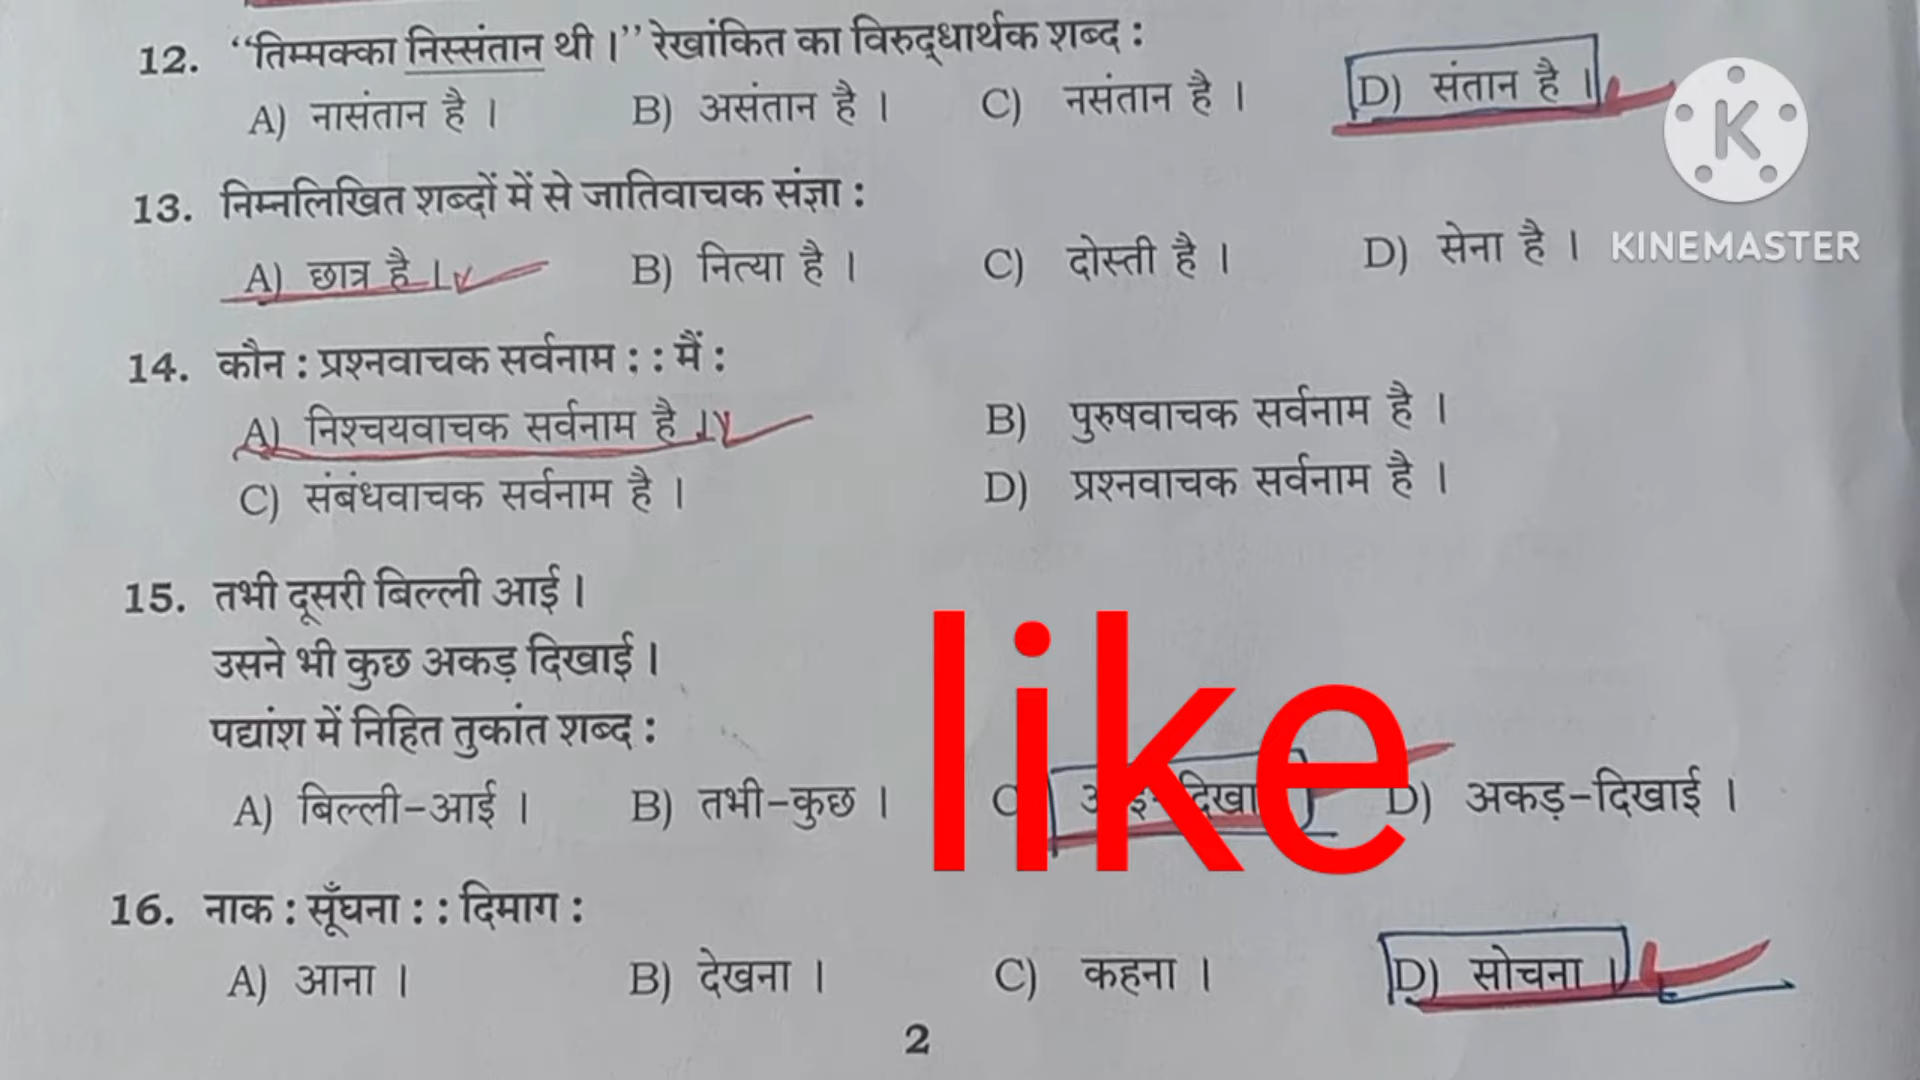 12. “तिम्मक्का निस्संतान थी ।” रेखांकित का विरुद्धार्थक शब्द :
A) नासंतान है । B) असंतान है । C) नसंतान है । D) संतान है ।
13. निम्नलिखित शब्दों में से जातिवाचक संज्ञा :
A) छात्र है । B) नित्या है । C) दोस्ती है । D) सेना है ।
KINEMASTER
14. कौन : प्रश्नवाचक सर्वनाम : : मैं :
A) निश्चयवाचक सर्वनाम है । B) पुरुषवाचक सर्वनाम है ।
C) संबंधवाचक सर्वनाम है । D) प्रश्नवाचक सर्वनाम है ।
15. तभी दूसरी बिल्ली आई ।
उसने भी कुछ अकड़ दिखाई ।
पद्यांश में निहित तुकांत शब्द :
like
A) बिल्ली-आई । B) तभी-कुछ । C) D) अकड़-दिखाई ।
16. नाक : सूँघना : : दिमाग :
A) आना । B) देखना । C) कहना । D) सोचना ।
2